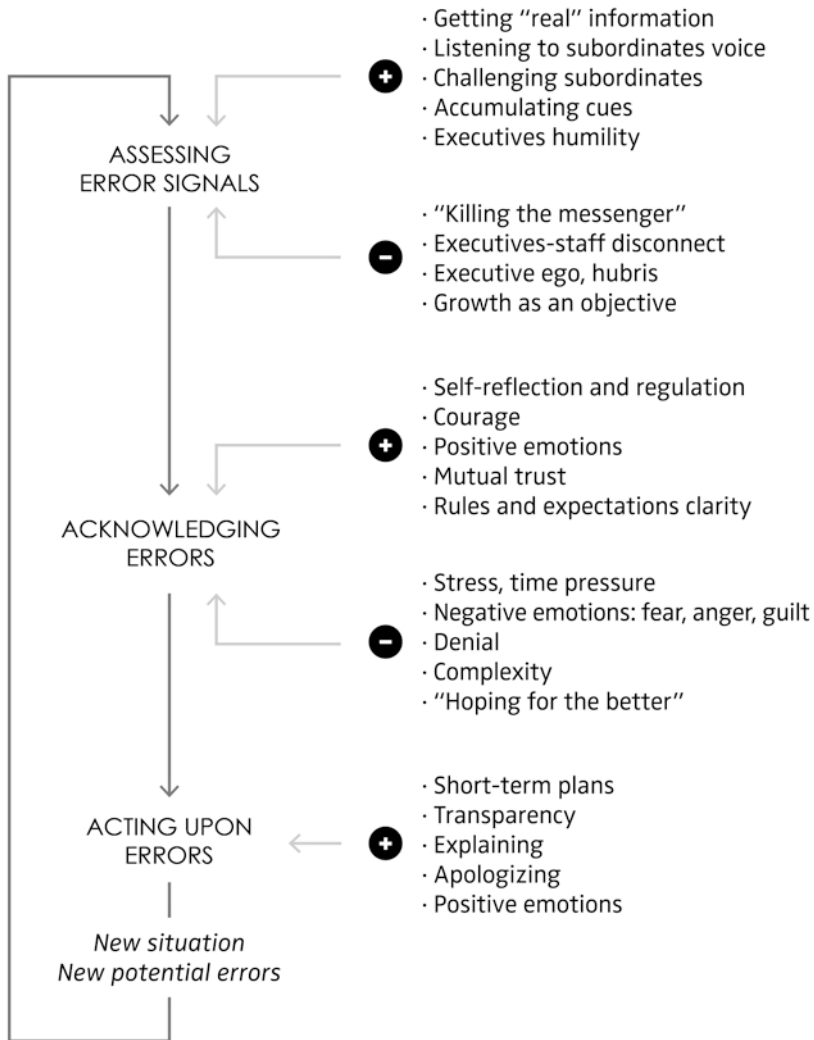 · Getting “real” information
· Listening to subordinates voice
· Challenging subordinates
· Accumulating cues
· Executives humility
ASSESSING
ERROR SIGNALS
· “Killing the messenger”
· Executives-staff disconnect
· Executive ego, hubris
· Growth as an objective
· Self-reflection and regulation
· Courage
· Positive emotions
· Mutual trust
· Rules and expectations clarity
ACKNOWLEDGING
ERRORS
· Stress, time pressure
· Negative emotions: fear, anger, guilt
· Denial
· Complexity
· “Hoping for the better”
· Short-term plans
· Transparency
· Explaining
· Apologizing
· Positive emotions
ACTING UPON
ERRORS
New situation
New potential errors